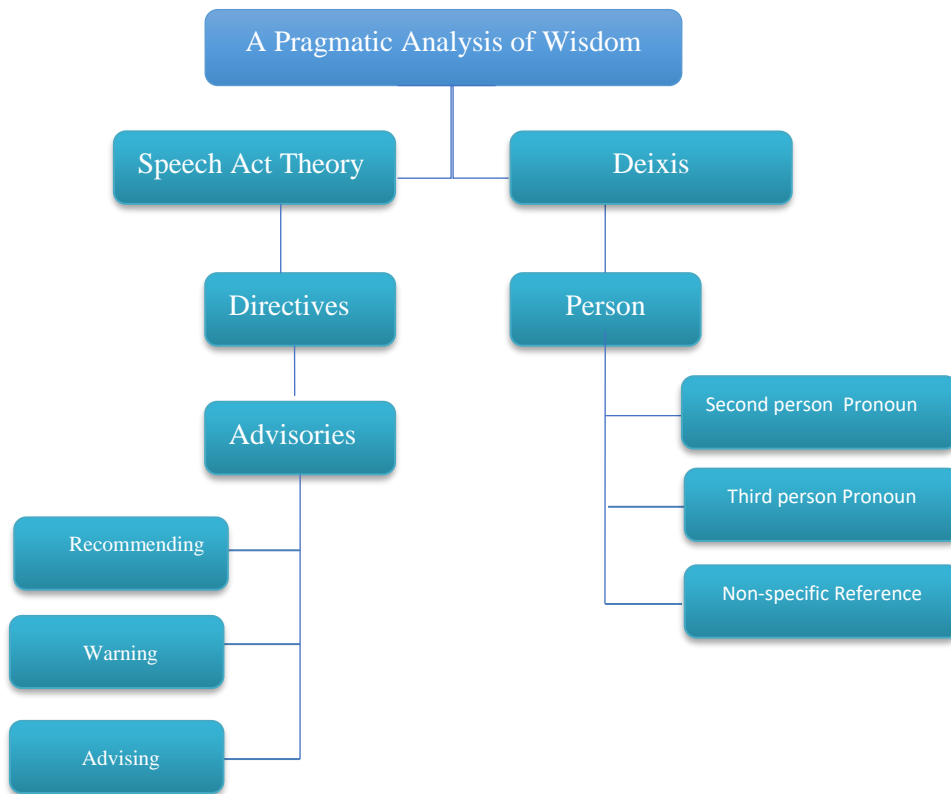 A Pragmatic Analysis of Wisdom
Speech Act Theory
Deixis
Directives
Person
Second person Pronoun
Advisories
Third person Pronoun
Recommending
Non-specific Reference
Warning
Advising